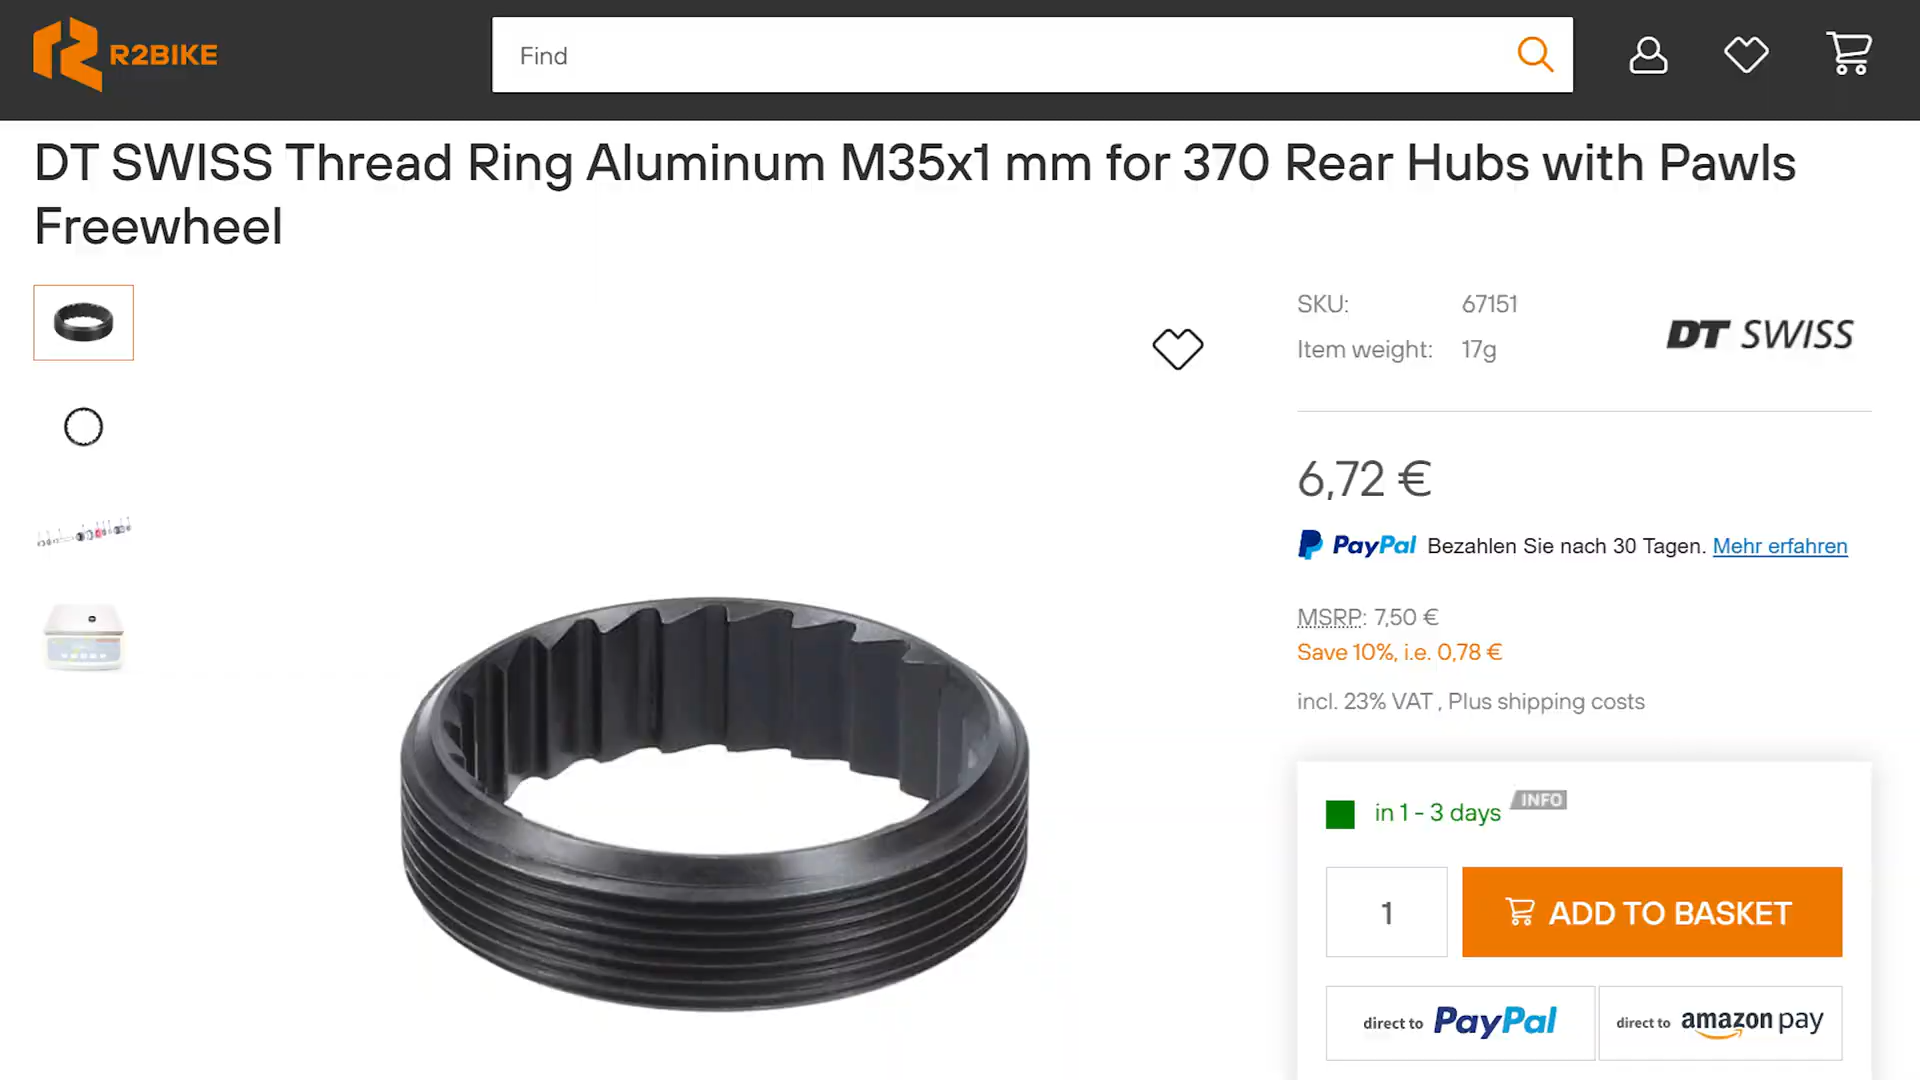 R2BIKE
Find
DT SWISS Thread Ring Aluminum M35x1 mm for 370 Rear Hubs with Pawls
Freewheel
SKU: 67151
Item weight: 17g
DT SWISS
6,72 €
PayPal Bezahlen Sie nach 30 Tagen. Mehr erfahren
MSRP: 7,50 €
Save 10%, i.e. 0,78 €
incl. 23% VAT , Plus shipping costs
in 1 - 3 days INFO
1 ADD TO BASKET
direct to PayPal direct to amazon pay